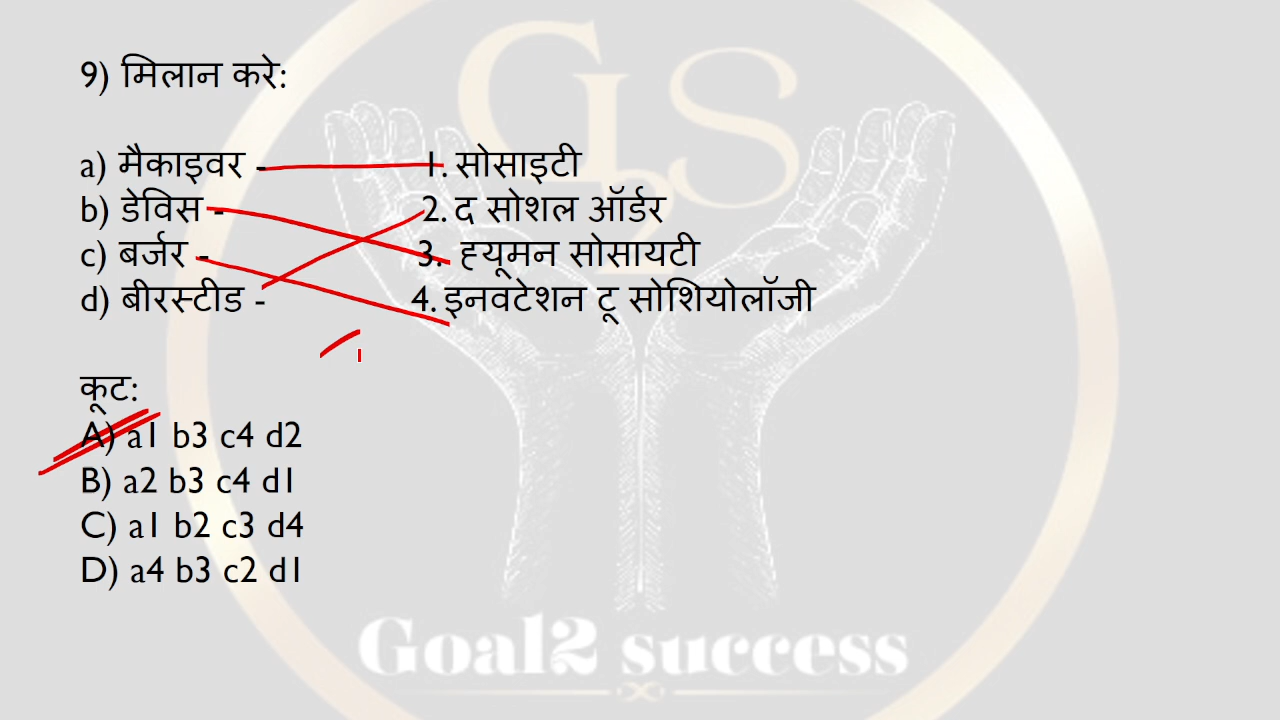 9) मिलान करे:
a) मैकाइवर - 1. सोसाइटी
b) डेविस - 2. द सोशल ऑर्डर
c) बर्जर - 3. ह्यूमन सोसायटी
d) बीरस्टीड - 4. इनवटेशन टू सोशियोलॉजी
कूट:
A) a1 b3 c4 d2
B) a2 b3 c4 d1
C) a1 b2 c3 d4
D) a4 b3 c2 d1
G2S
Goal2 success